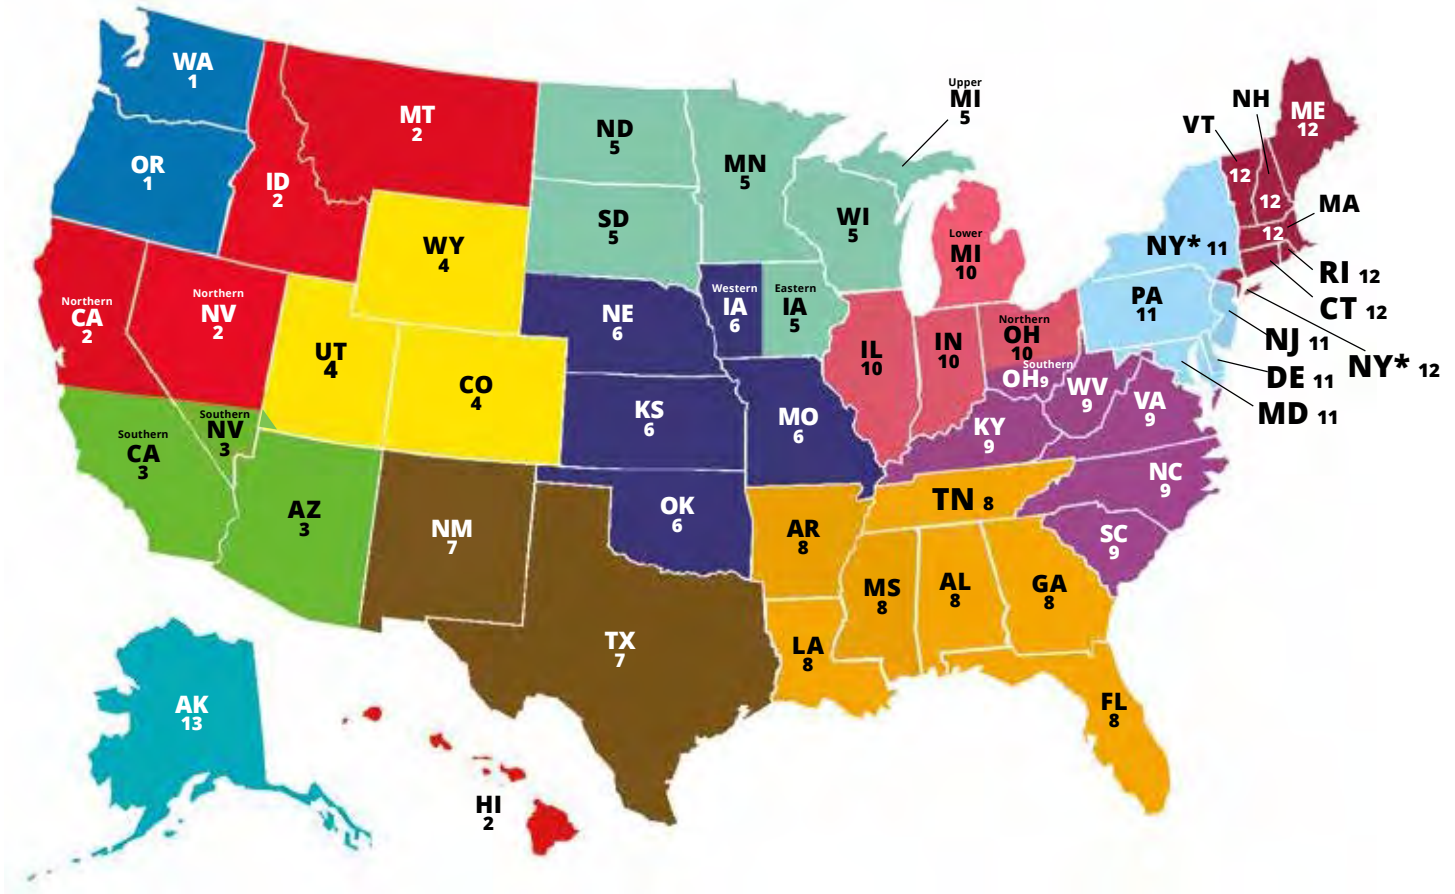 WA
1
OR
1
MT
2
ID
2
WY
4
ND
5
SD
5
MN
5
WI
5
Upper
MI
5
Lower
MI
10
Northern
CA
2
Northern
NV
2
UT
4
CO
4
NE
6
Western
IA
6
Eastern
IA
5
IL
10
IN
10
Northern
OH
10
Southern
OH9
WV
9
VA
9
KY
9
NC
9
SC
9
TN 8
KS
6
MO
6
OK
6
AR
8
MS
8
AL
8
GA
8
LA
8
FL
8
Southern
CA
3
Southern
NV
3
AZ
3
NM
7
TX
7
AK
13
HI
2
ME
12
NH
12
VT
12
MA
12
RI 12
CT 12
NY* 11
NY* 12
PA
11
NJ 11
DE 11
MD 11